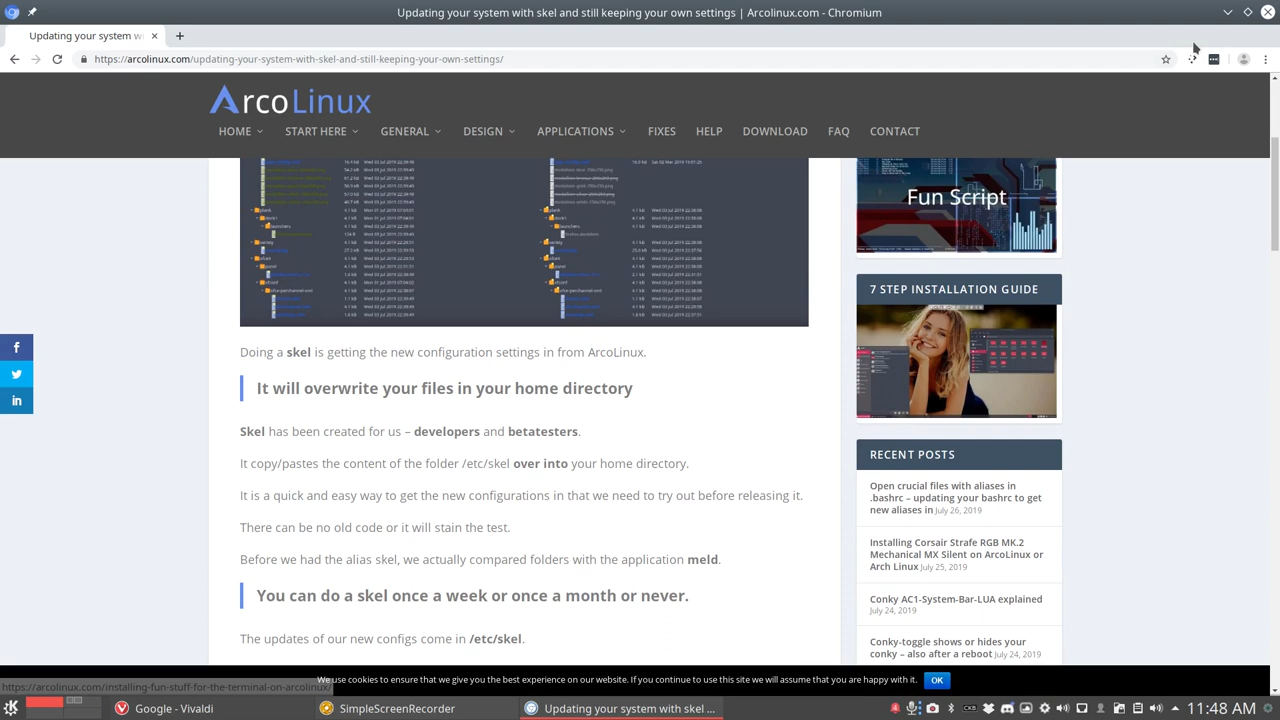 Updating your system with skel and still keeping your own settings | Arcolinux.com - Chromium
Updating your system wi
https://arcolinux.com/updating-your-system-with-skel-and-still-keeping-your-own-settings/
ArcoLinux
HOME START HERE GENERAL DESIGN APPLICATIONS FIXES HELP DOWNLOAD FAQ CONTACT
Doing a skel is getting the new configuration settings in from ArcoLinux.
It will overwrite your files in your home directory
Skel has been created for us – developers and betatesters.
It copy/pastes the content of the folder /etc/skel over into your home directory.
It is a quick and easy way to get the new configurations in that we need to try out before releasing it.
There can be no old code or it will stain the test.
Before we had the alias skel, we actually compared folders with the application meld.
You can do a skel once a week or once a month or never.
The updates of our new configs come in /etc/skel.
Fun Script
7 STEP INSTALLATION GUIDE
RECENT POSTS
Open crucial files with aliases in
.bashrc – updating your bashrc to get
new aliases in July 26, 2019
Installing Corsair Strafe RGB MK.2
Mechanical MX Silent on ArcoLinux or
Arch Linux July 25, 2019
Conky AC1-System-Bar-LUA explained
July 24, 2019
Conky-toggle shows or hides your
conky – also after a reboot July 24, 2019
We use cookies to ensure that we give you the best experience on our website. If you continue to use this site we will assume that you are happy with it. OK
https://arcolinux.com/installing-fun-stuff-for-the-terminal-on-arcolinux/
Google - Vivaldi
SimpleScreenRecorder
Updating your system with skel ...
11:48 AM